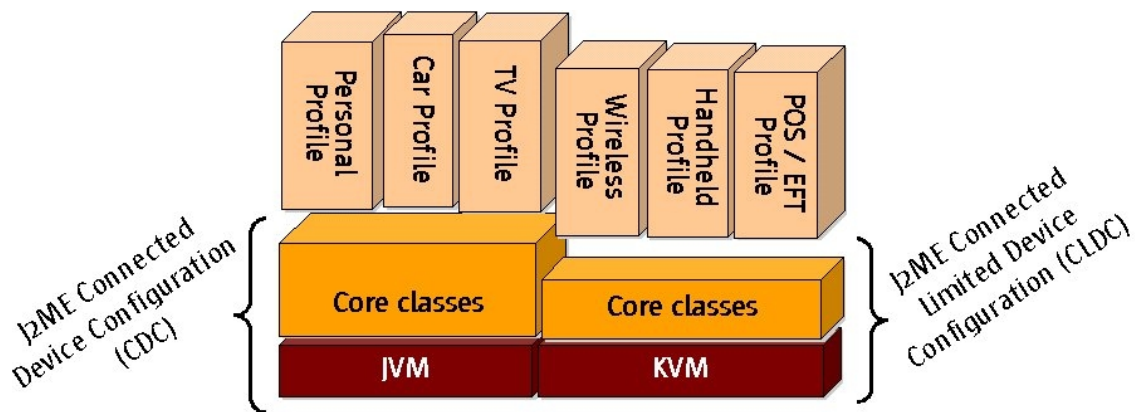 Personal
Profile
Car Profile
TV Profile
Wireless
Profile
Handheld
Profile
POS / EFT
Profile
J2ME Connected
Device Configuration
(CDC)
Core classes
Core classes
J2ME Connected
Limited Device
Configuration (CLDC)
JVM
KVM